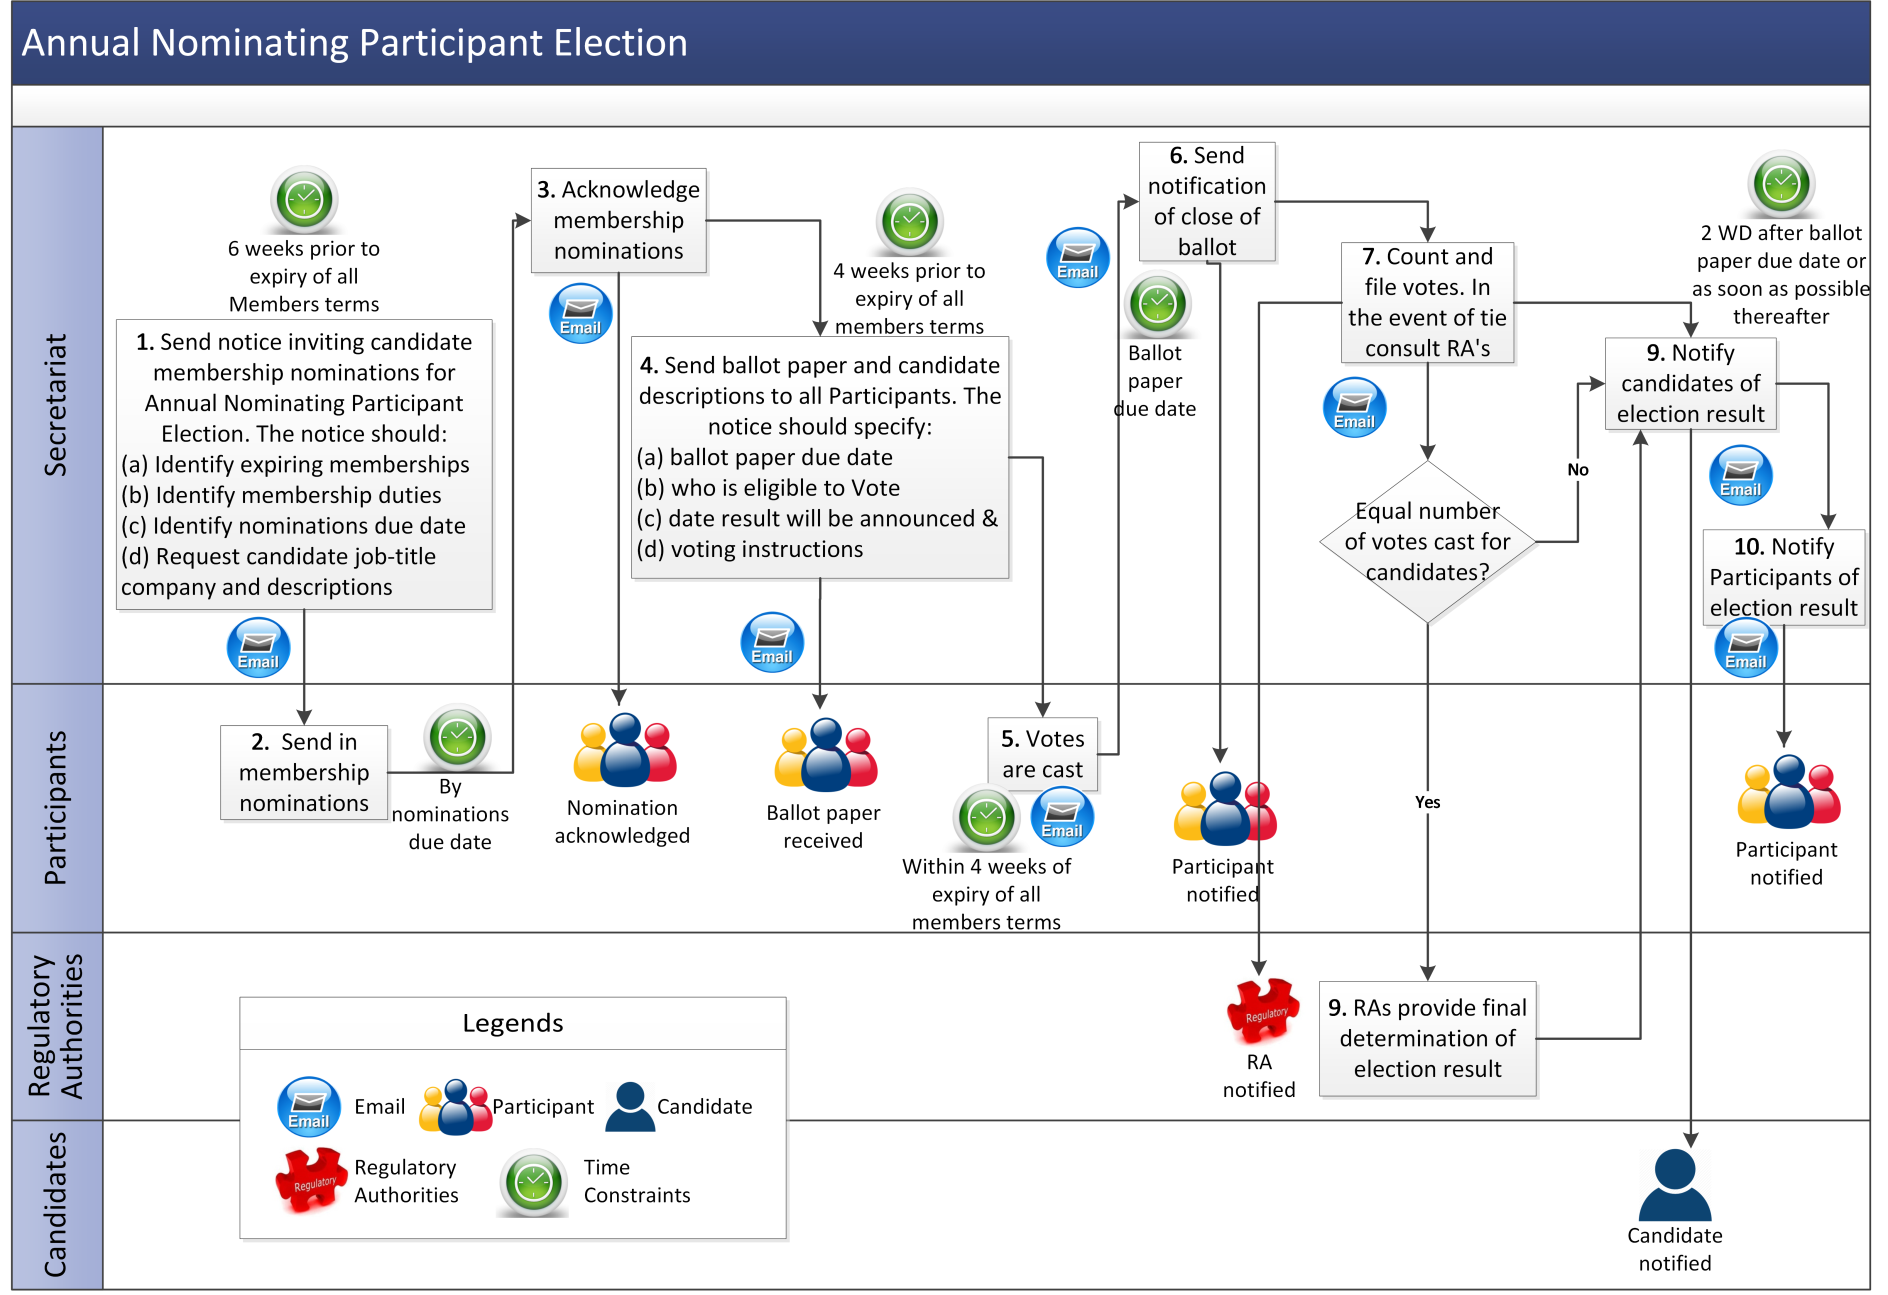 Annual Nominating Participant Election
Secretariat
6 weeks prior to
expiry of all
Members terms
1. Send notice inviting candidate
membership nominations for
Annual Nominating Participant
Election. The notice should:
(a) Identify expiring memberships
(b) Identify membership duties
(c) Identify nominations due date
(d) Request candidate job-title
company and descriptions
Email
3. Acknowledge
membership
nominations
Email
4 weeks prior to
expiry of all
members terms
4. Send ballot paper and candidate
descriptions to all Participants. The
notice should specify:
(a) ballot paper due date
(b) who is eligible to Vote
(c) date result will be announced &
(d) voting instructions
Email
6. Send
notification
of close of
ballot
Email
Ballot
paper
due date
7. Count and
file votes. In
the event of tie
consult RA's
Email
Equal number
of votes cast for
candidates?
No
Yes
2 WD after ballot
paper due date or
as soon as possible
thereafter
9. Notify
candidates of
election result
Email
10. Notify
Participants of
election result
Email
Participants
2. Send in
membership
nominations
By
nominations
due date
Nomination
acknowledged
Ballot paper
received
5. Votes
are cast
Email
Within 4 weeks of
expiry of all
members terms
Participant
notified
Participant
notified
Regulatory
Authorities
Regulatory
RA
notified
9. RAs provide final
determination of
election result
Legends
Email
Email
Participant
Candidate
Regulatory
Regulatory
Authorities
Time
Constraints
Candidates
Candidate
notified